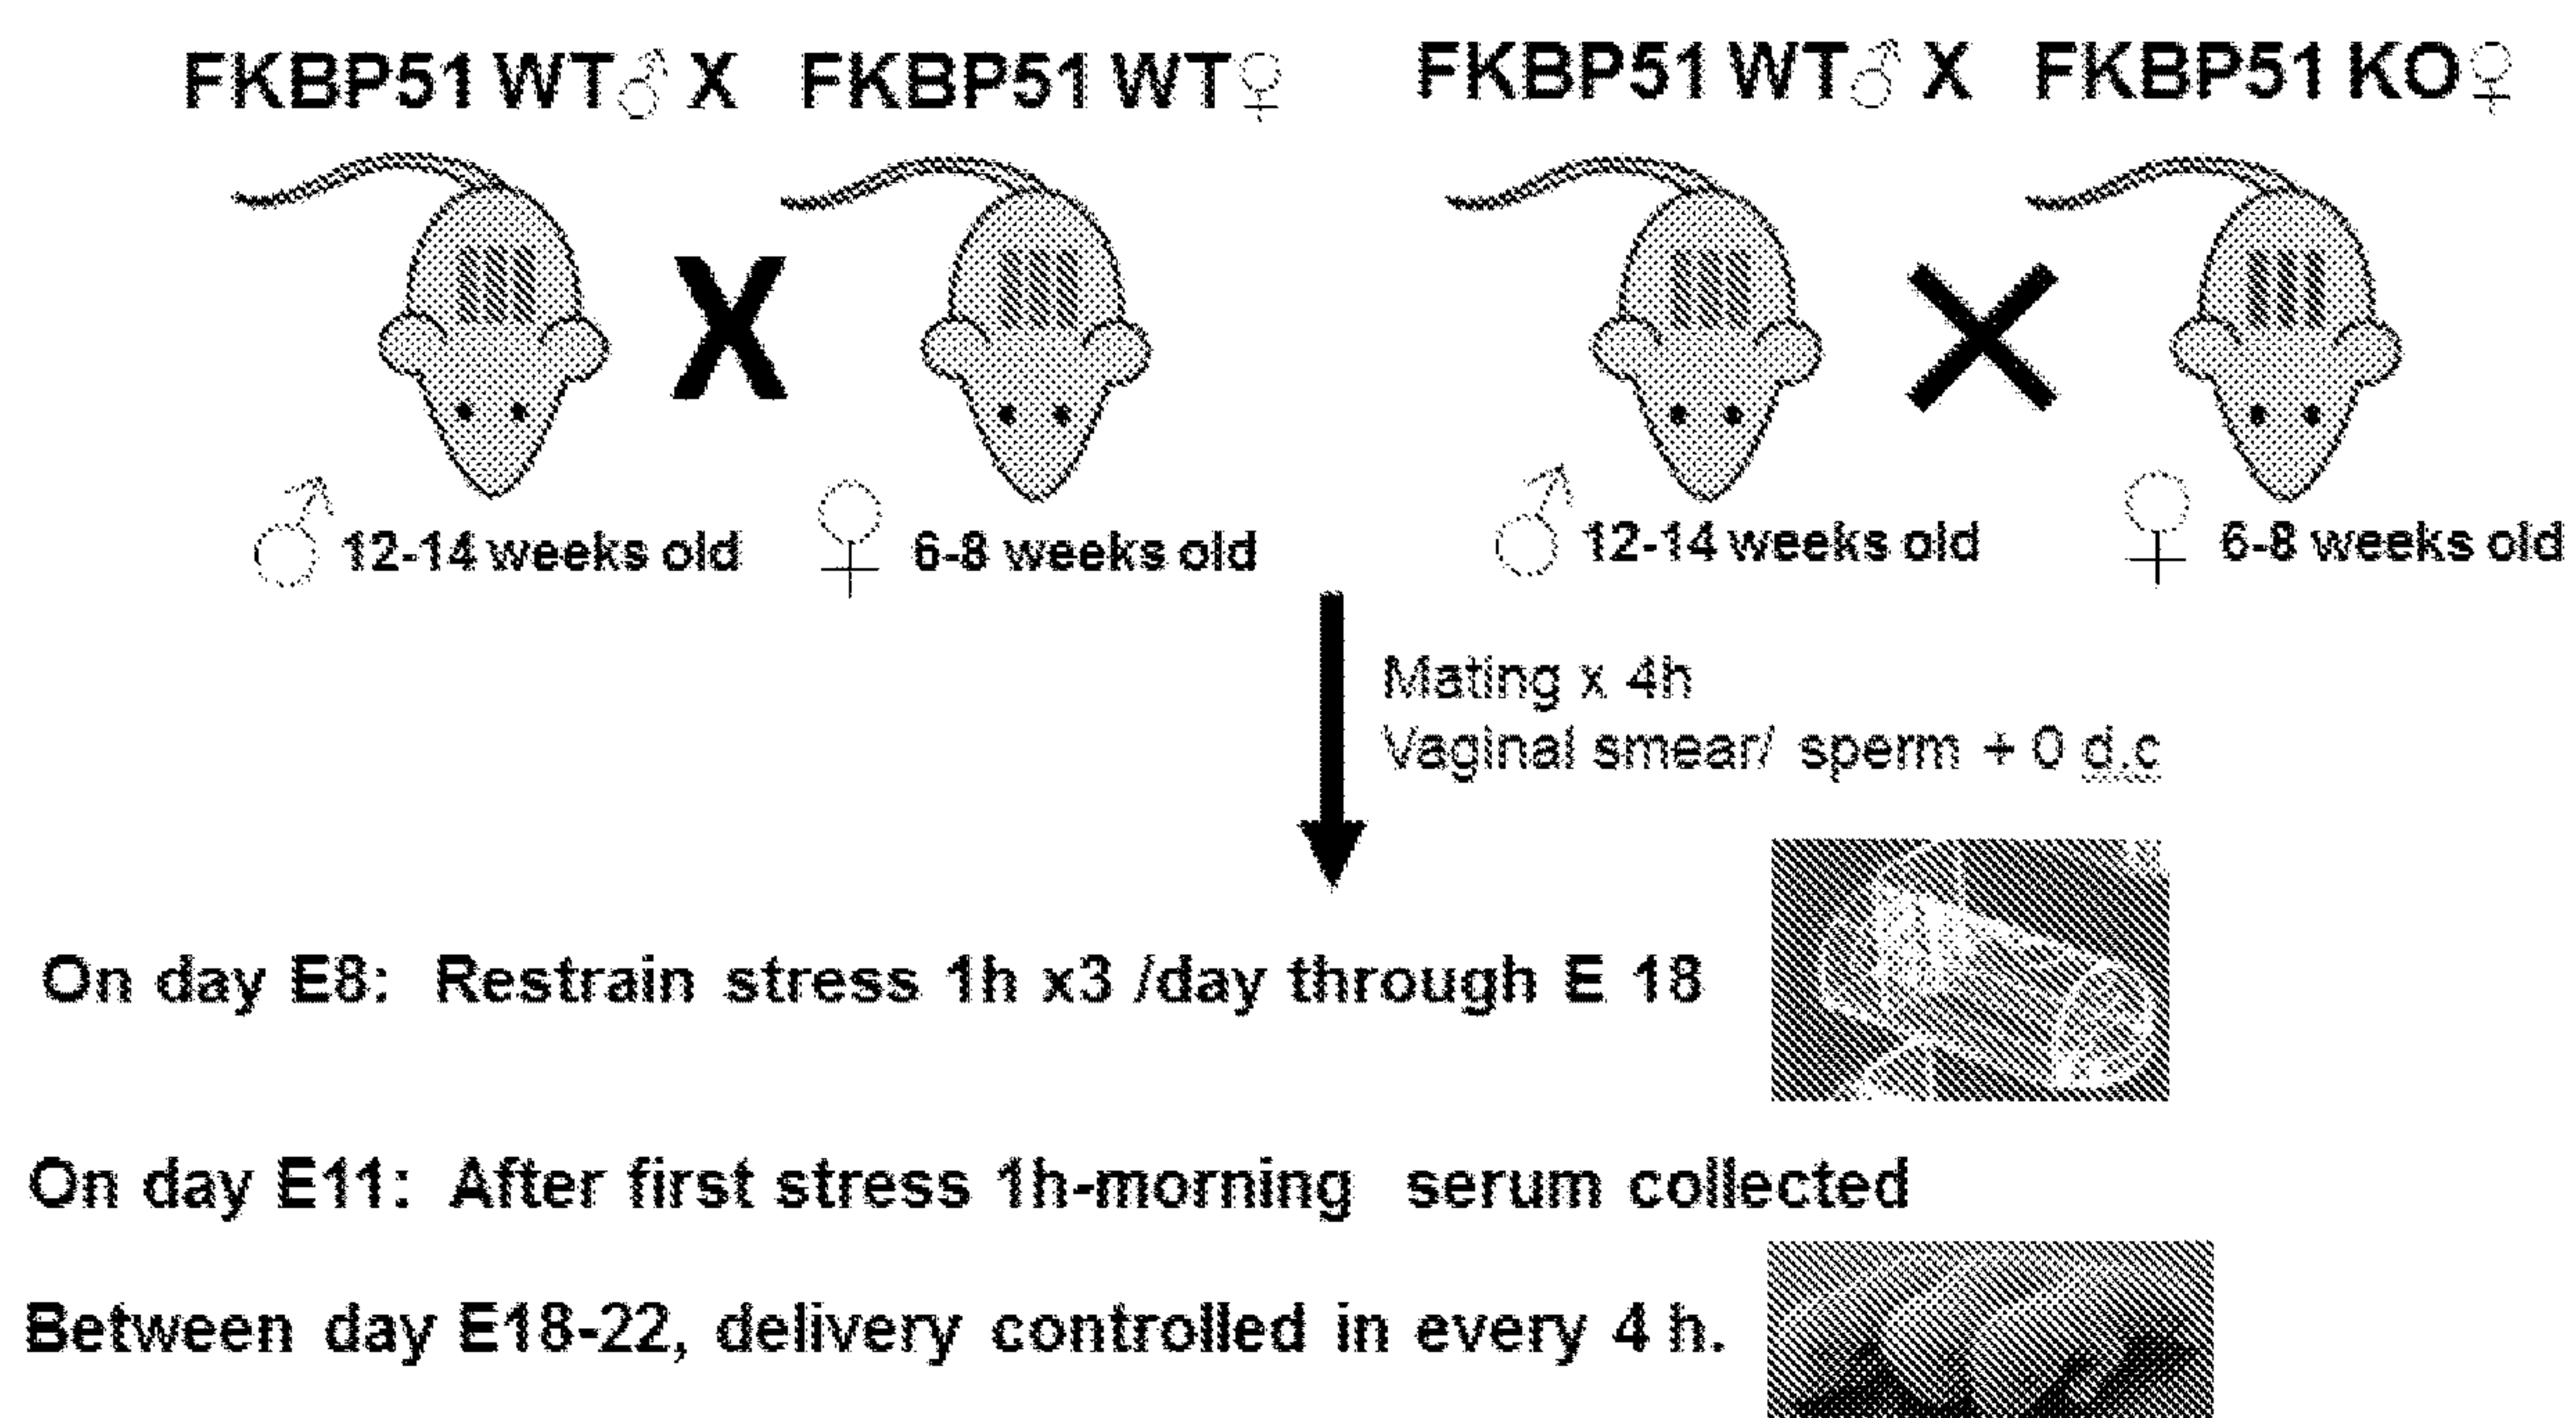 FKBP51 WT♂ X FKBP51 WT♀
FKBP51 WT♂ X FKBP51 KO♀
X
♂ 12-14 weeks old
♀ 6-8 weeks old
♂ 12-14 weeks old
♀ 6-8 weeks old
Mating x 4h
Vaginal smear/ sperm + 0 d.c
On day E8: Restrain stress 1h x3 /day through E 18
On day E11: After first stress 1h-morning serum collected
Between day E18-22, delivery controlled in every 4 h.